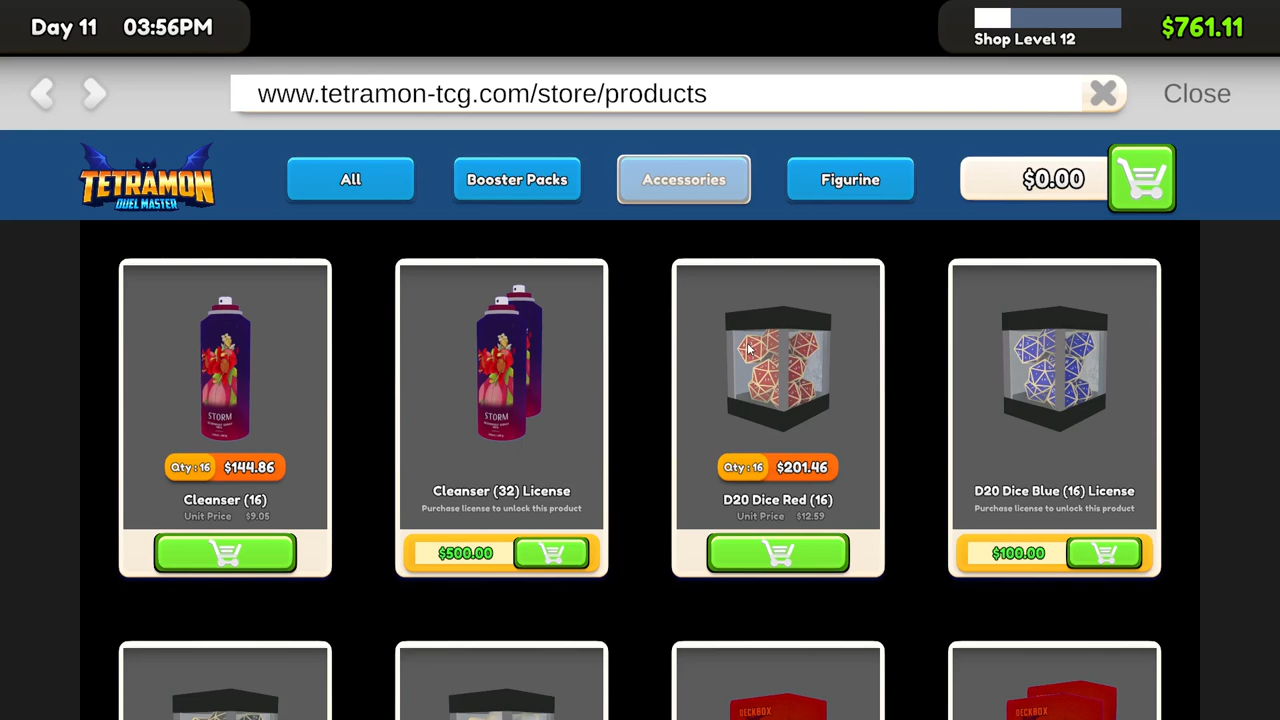 Day 11 03:56PM
Shop Level 12
$761.11
www.tetramon-tcg.com/store/products
Close
TETRAMON
DUEL MASTER
All
Booster Packs
Accessories
Figurine
$0.00
STORM
STORM
Qty : 16 $144.86
Cleanser (16)
Unit Price $9.05
Cleanser (32) License
Purchase license to unlock this product
$500.00
Qty : 16 $201.46
D20 Dice Red (16)
Unit Price $12.59
D20 Dice Blue (16) License
Purchase license to unlock this product
$100.00
DECKBOX
DECKBOX